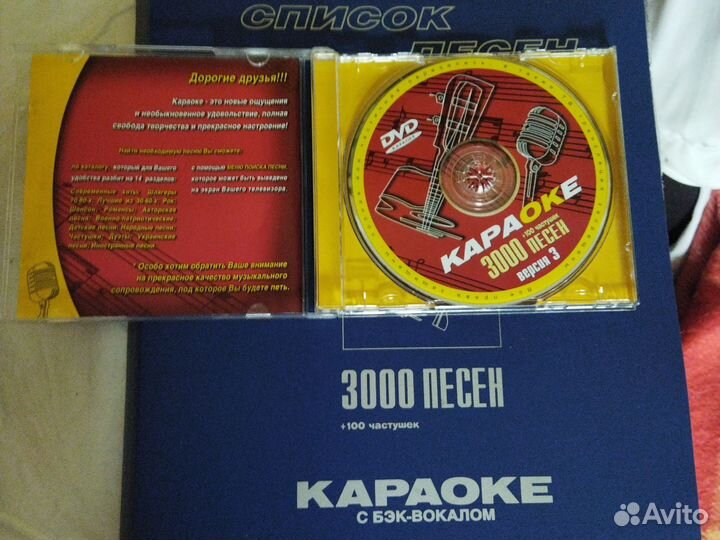 СПИСОК
ПЕСЕН
Дорогие друзья!!!
Караоке - это новые ощущения
и необыкновенное удовольствие, полная
свобода творчества и прекрасное настроение!
Найти необходимую песню Вы сможете:
по каталогу, который для Вашего
удобства разбит на 14 разделов:
Современные хиты; Шлягеры
70-80-х; Лучшие из 30-60-х; Рок;
Шансон; Романсы; Авторская
песня; Военно-патриотические;
Детские песни; Народные песни;
Частушки; Дуэты; Украинские
песни; Иностранные песни
с помощью МЕНЮ ПОИСКА ПЕСНИ,
которое может быть выведено
на экран Вашего телевизора.
* Особо хотим обратить Ваше внимание
на прекрасное качество музыкального
сопровождения, под которое Вы будете петь.
DVD
КАРАОКЕ
КАРАОКЕ
+100 частушек
3000 ПЕСЕН
версия 3
3000 ПЕСЕН
+100 частушек
КАРАОКЕ
С БЭК-ВОКАЛОМ
Avito